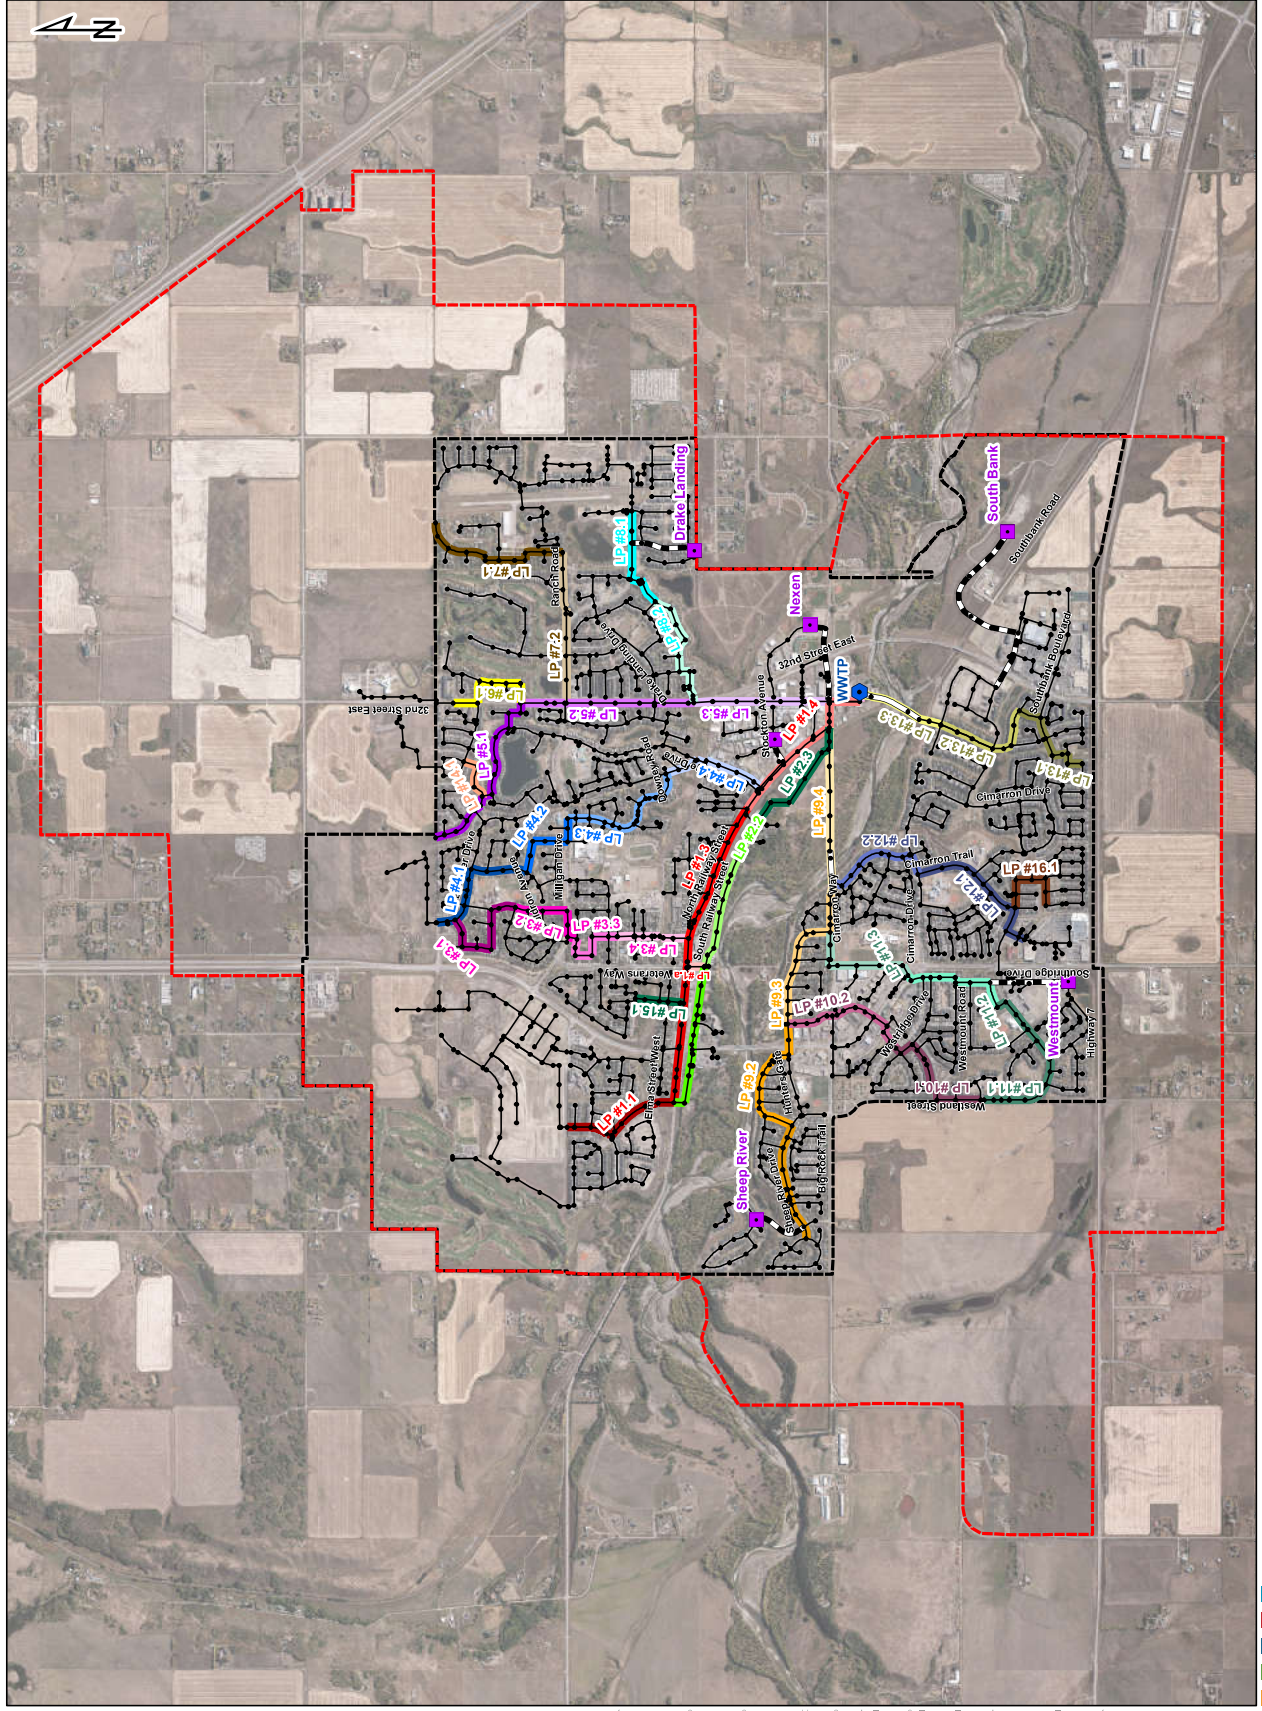 N
LP #6.1
LP #7.1
Ranch Road
LP #7.2
LP #8.1
LP #8.2
Drake Landing
Drake Landing Drive
32nd Street East
LP #5.1
LP #5.2
LP #5.3
LP #14.1
LP #4.1
LP #4.2
LP #4.3
LP #4.4
Milligan Drive
Downey Road
Stockton Avenue
Nexen
32nd Street East
WWTP
LP #1.4
LP #2.3
LP #2.2
LP #1.3
North Railway Street
South Railway Street
LP #3.1
LP #3.2
LP #3.3
LP #3.4
LP #1.a
Veterans Way
LP #15.1
Elma Street West
LP #1.1
Sheep River
Sheep River Drive
Big Rock Trail
Hunters Gate
LP #9.2
LP #9.3
LP #9.4
LP #10.2
LP #10.1
LP #11.1
LP #11.2
LP #11.3
Westridge Drive
Westmount Road
Westland Street
Westmount
Highway 7
Southridge Drive
Cimarron Way
Cimarron Drive
Cimarron Trail
LP #12.2
LP #12.1
LP #16.1
Cimarron Drive
LP #13.3
LP #13.2
LP #13.1
Southbank Boulevard
Southbank Road
South Bank